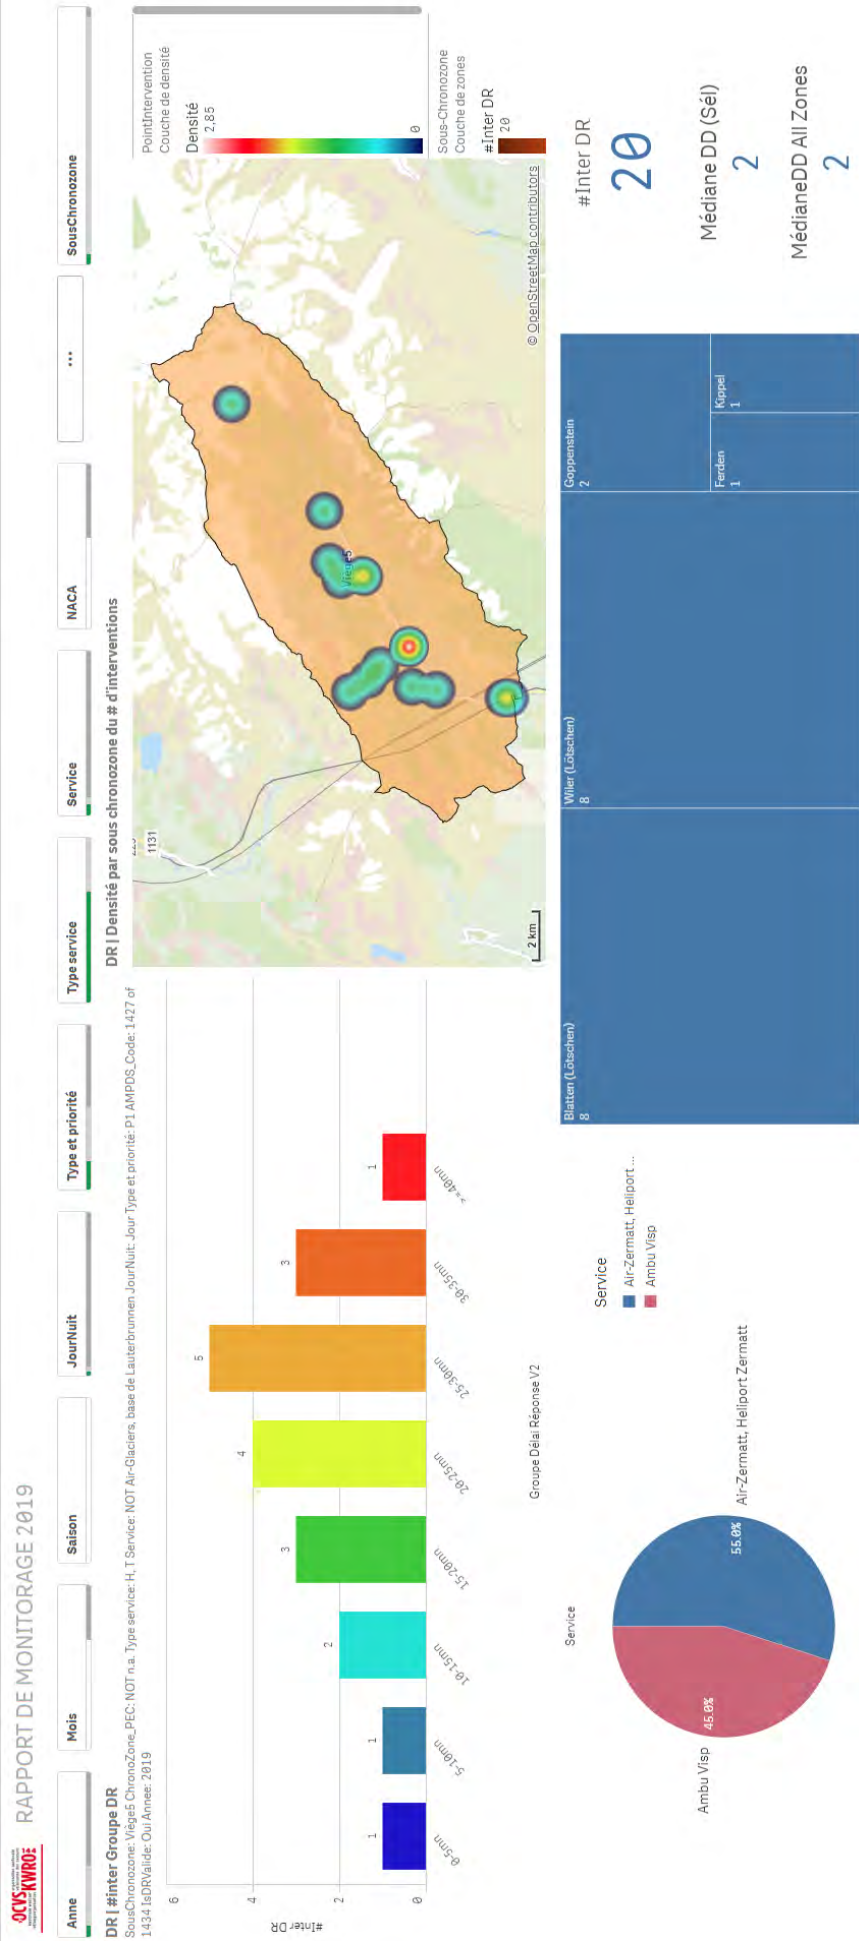 OCVS
KWRO
RAPPORT DE MONITORAGE 2019
Anne
Mois
Saison
JourNuit
Type et priorité
Type service
Service
NACA
...
SousChronozone
DR | #inter Groupe DR
SousChronozone: Viège5 ChronoZone_PEC: NOT n.a. Type service: H, T Service: NOT Air-Glaciers, base de Lauterbrunnen JourNuit: Jour Type et priorité: P1 AMPDS_Code: 1427 of
1434 IsDRValide: Oui Annee: 2019
#Inter DR
6
4
2
0
1
1
2
3
4
5
3
1
0-5mn
5-10mn
10-15mn
15-20mn
20-25mn
25-30mn
30-35mn
>=40mn
Groupe Délai Réponse V2
DR | Densité par sous chronozone du # d'interventions
1131
Viège5
2 km
© OpenStreetMap contributors
PointIntervention
Couche de densité
Densité
2,85
0
Sous-Chronozone
Couche de zones
#Inter DR
20
Service
Ambu Visp
45.0%
55.0%
Air-Zermatt, Heliport Zermatt
Service
Air-Zermatt, Heliport ...
Ambu Visp
Blatten (Lötschen)
8
Wiler (Lötschen)
8
Goppenstein
2
Ferden
1
Kippel
1
#Inter DR
20
Médiane DD (Sél)
2
MédianeDD All Zones
2